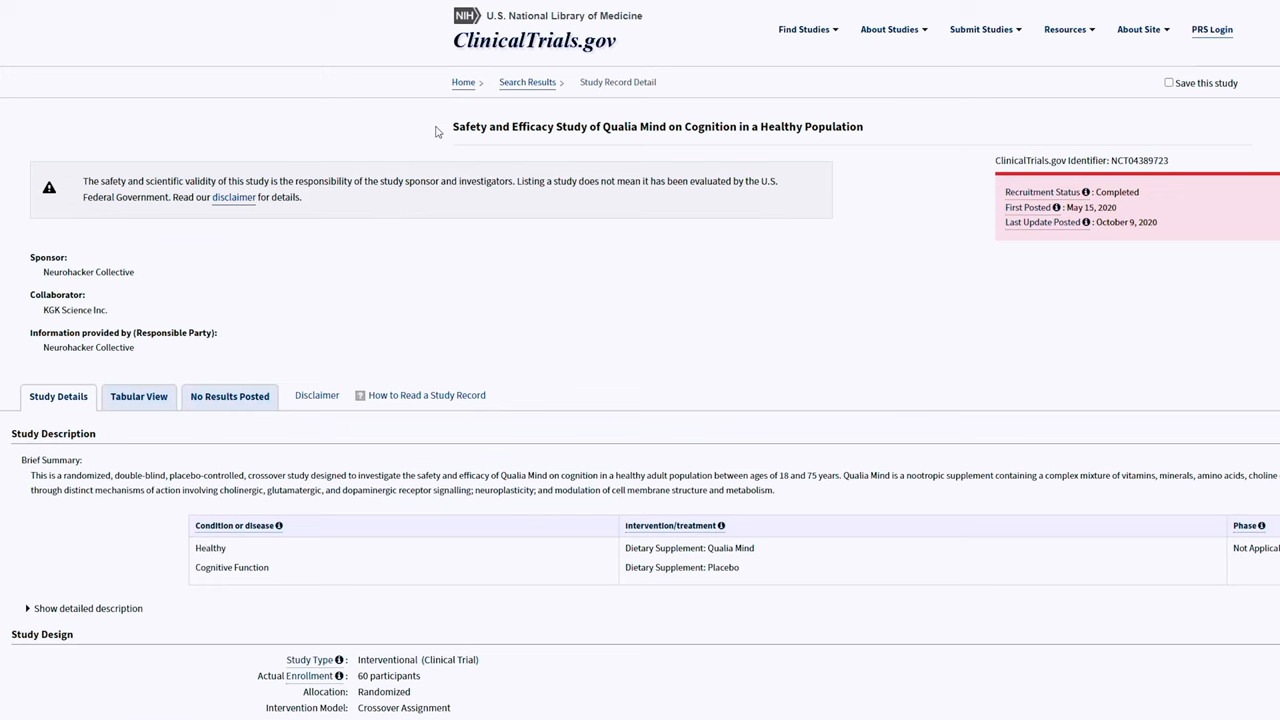 NIH U.S. National Library of Medicine
ClinicalTrials.gov
Find Studies About Studies Submit Studies Resources About Site PRS Login
Home > Search Results > Study Record Detail
Save this study
Safety and Efficacy Study of Qualia Mind on Cognition in a Healthy Population
The safety and scientific validity of this study is the responsibility of the study sponsor and investigators. Listing a study does not mean it has been evaluated by the U.S.
Federal Government. Read our disclaimer for details.
ClinicalTrials.gov Identifier: NCT04389723
Recruitment Status : Completed
First Posted : May 15, 2020
Last Update Posted : October 9, 2020
Sponsor:
Neurohacker Collective
Collaborator:
KGK Science Inc.
Information provided by (Responsible Party):
Neurohacker Collective
Study Details Tabular View No Results Posted Disclaimer ? How to Read a Study Record
Study Description
Brief Summary:
This is a randomized, double-blind, placebo-controlled, crossover study designed to investigate the safety and efficacy of Qualia Mind on cognition in a healthy adult population between ages of 18 and 75 years. Qualia Mind is a nootropic supplement containing a complex mixture of vitamins, minerals, amino acids, choline
through distinct mechanisms of action involving cholinergic, glutamatergic, and dopaminergic receptor signalling; neuroplasticity; and modulation of cell membrane structure and metabolism.
Condition or disease Intervention/treatment Phase
Healthy Dietary Supplement: Qualia Mind Not Applical
Cognitive Function Dietary Supplement: Placebo
Show detailed description
Study Design
Study Type : Interventional (Clinical Trial)
Actual Enrollment : 60 participants
Allocation: Randomized
Intervention Model: Crossover Assignment